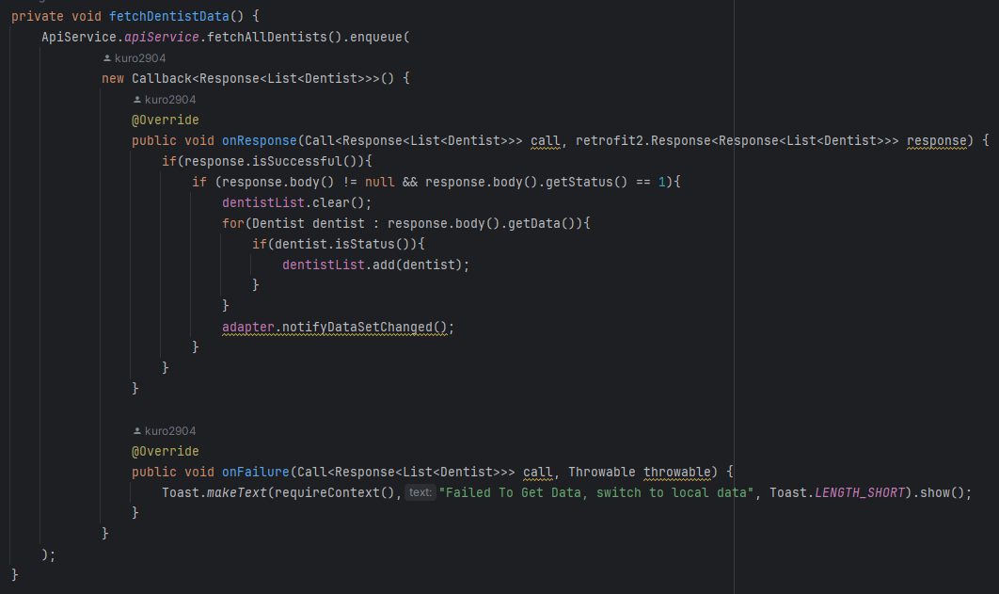 private void fetchDentistData() {
ApiService.apiService.fetchAllDentists().enqueue(
kuro2904
new Callback<Response<List<Dentist>>>() {
kuro2904
@Override
public void onResponse(Call<Response<List<Dentist>>> call, retrofit2.Response<Response<List<Dentist>>> response) {
if(response.isSuccessful()){
if (response.body() != null && response.body().getStatus() == 1){
dentistList.clear();
for(Dentist dentist : response.body().getData()){
if(dentist.isStatus()){
dentistList.add(dentist);
}
}
adapter.notifyDataSetChanged();
}
}
}
kuro2904
@Override
public void onFailure(Call<Response<List<Dentist>>> call, Throwable throwable) {
Toast.makeText(requireContext(), text: "Failed To Get Data, switch to local data", Toast.LENGTH_SHORT).show();
}
}
);
}